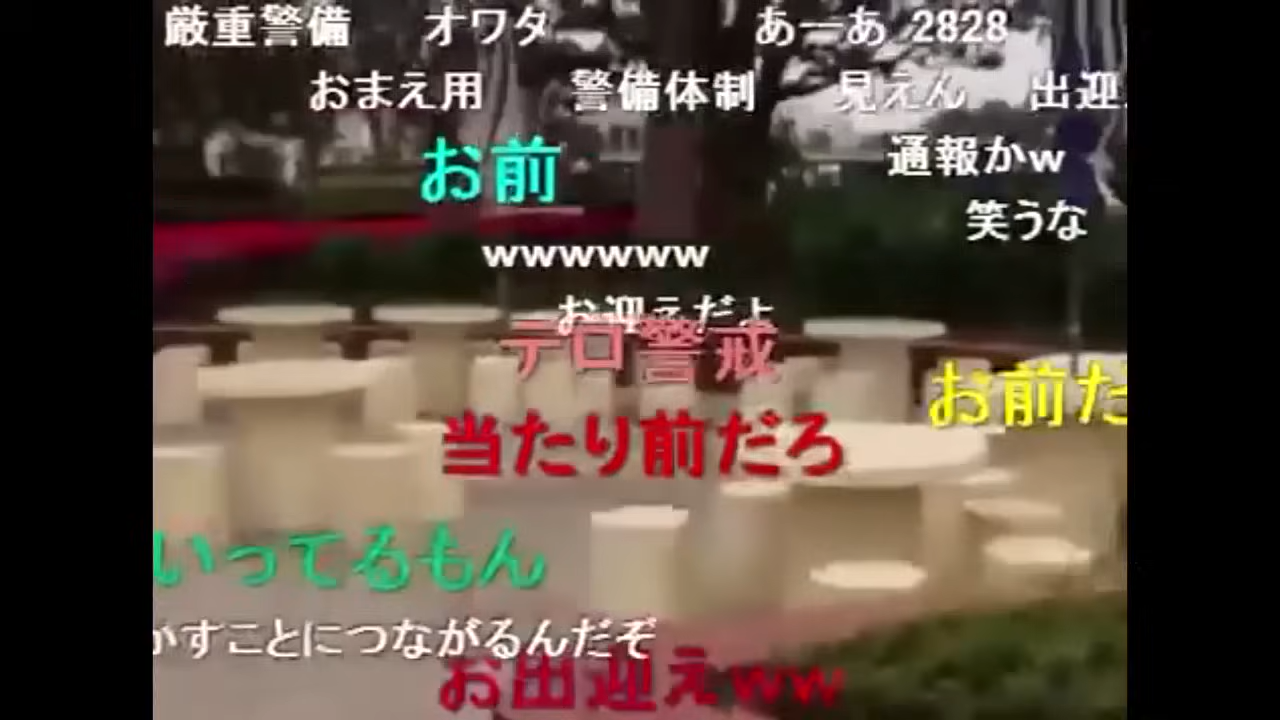 厳重警備 オワタ あーあ 2828
おまえ用 警備体制 見えん 出迎
お前 通報かw
笑うな
wwwwwww
お迎えだよ
テロ警戒
お前だ
当たり前だろ
いってるもん
かすことにつながるんだぞ
お出迎えww